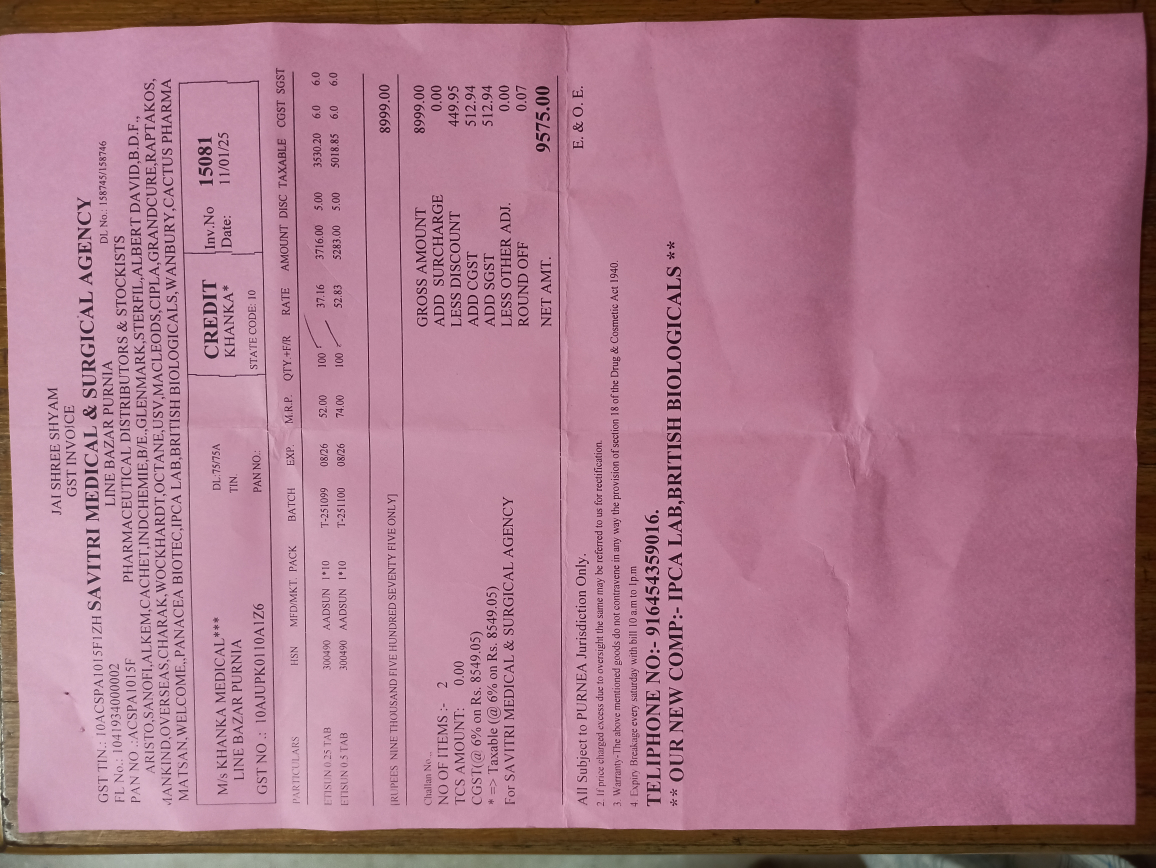 JAI SHREE SHYAM
GST INVOICE
GST TIN.: 10ACSPA1015F1ZH SAVITRI MEDICAL & SURGICAL AGENCY
FL No.: 10419340000002 LINE BAZAR PURNIA DL No.: 158745/158746
PAN NO .:ACSPA1015F PHARMACEUTICAL DISTRIBUTORS & STOCKISTS
ARISTO,SANOFI,ALKEM,CACHET,INDCHEMIE,B/E.,GLENMARK,STERFIL,ALBERT DAVID,B.D.F.,
MANKIND,OVERSEAS,CHARAK,WOCKHARDT,OCTANE,USV,MACLEODS,CIPLA,GRANDCURE,RAPTAKOS,
MATSAN,WELCOME,,PANACEA BIOTEC,IPCA LAB,BRITISH BIOLOGICALS,WANBURY,CACTUS PHARMA
M/s KHANKA MEDICAL*** DL:75/75A CREDIT Inv.No 15081
LINE BAZAR PURNIA TIN. KHANKA* Date: 11/01/25
GST NO .: 10AJUPK0110A1Z6 PAN NO.: STATE CODE: 10
PARTICULARS HSN MFD/MKT. PACK BATCH EXP. M.R.P. QTY.+F/R RATE AMOUNT DISC TAXABLE CGST SGST
ETISUN 0.25 TAB 300490 AADSUN 1*10 T-251099 08/26 52.00 100 37.16 3716.00 5.00 3530.20 6.0 6.0
ETISUN 0.5 TAB 300490 AADSUN 1*10 T-251100 08/26 74.00 100 52.83 5283.00 5.00 5018.85 6.0 6.0
[RUPEES NINE THOUSAND FIVE HUNDRED SEVENTY FIVE ONLY] 8999.00
Challan No.,
GROSS AMOUNT 8999.00
NO OF ITEMS :- 2 ADD SURCHARGE 0.00
TCS AMOUNT: 0.00 LESS DISCOUNT 449.95
CGST(@ 6% on Rs. 8549.05) ADD CGST 512.94
* => Taxable (@ 6% on Rs. 8549.05) ADD SGST 512.94
For SAVITRI MEDICAL & SURGICAL AGENCY LESS OTHER ADJ. 0.00
ROUND OFF 0.07
NET AMT. 9575.00
All Subject to PURNEA Jurisdiction Only. E. & O. E.
2. If price charged excess due to oversight the same may be referred to us for rectification.
3. Warranty-The above mentioned goods do not contravene in any way the provision of section 18 of the Drug & Cosmetic Act 1940.
4. Expiry Breakage every saturday with bill 10 a.m to 1p.m
TELIPHONE NO:- 916454359016.
** OUR NEW COMP:- IPCA LAB,BRITISH BIOLOGICALS **